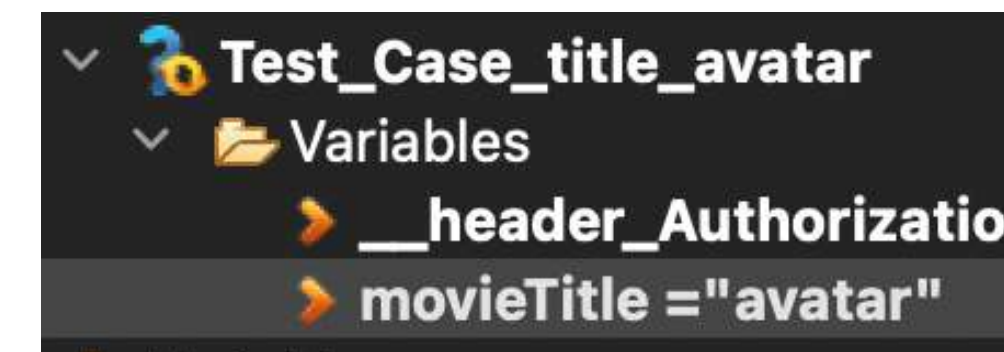 Test_Case_title_avatar
Variables
__header_Authorizatio
movieTitle ="avatar"